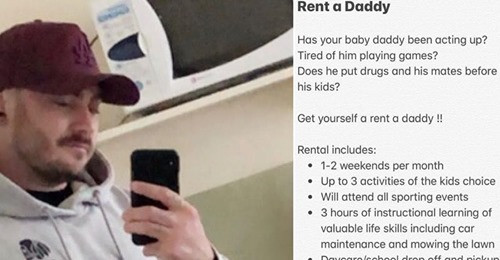 Rent a Daddy
Has your baby daddy been acting up?
Tired of him playing games?
Does he put drugs and his mates before
his kids?
Get yourself a rent a daddy !!
Rental includes:
• 1-2 weekends per month
• Up to 3 activities of the kids choice
• Will attend all sporting events
• 3 hours of instructional learning of
valuable life skills including car
maintenance and mowing the lawn
• Daycare/school drop off and pickup